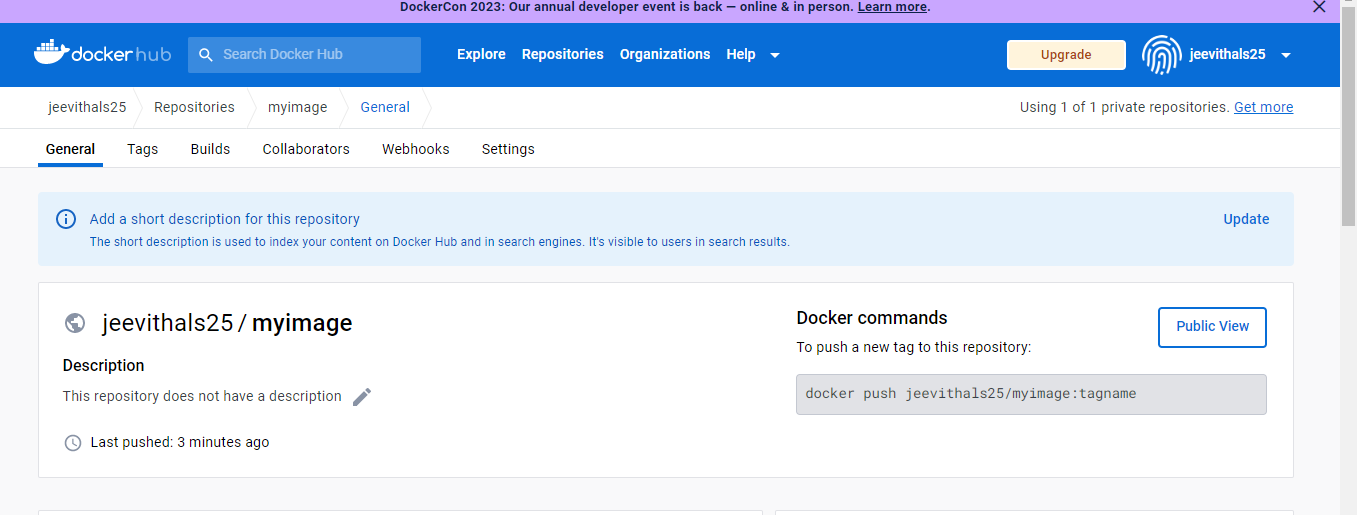 DockerCon 2023: Our annual developer event is back — online & in person. Learn more.
dockerhub Search Docker Hub Explore Repositories Organizations Help Upgrade jeevithals25
jeevithals25 Repositories myimage General Using 1 of 1 private repositories. Get more
General Tags Builds Collaborators Webhooks Settings
Add a short description for this repository Update
The short description is used to index your content on Docker Hub and in search engines. It's visible to users in search results.
jeevithals25 / myimage
Description
This repository does not have a description
Last pushed: 3 minutes ago
Docker commands Public View
To push a new tag to this repository:
docker push jeevithals25/myimage:tagname